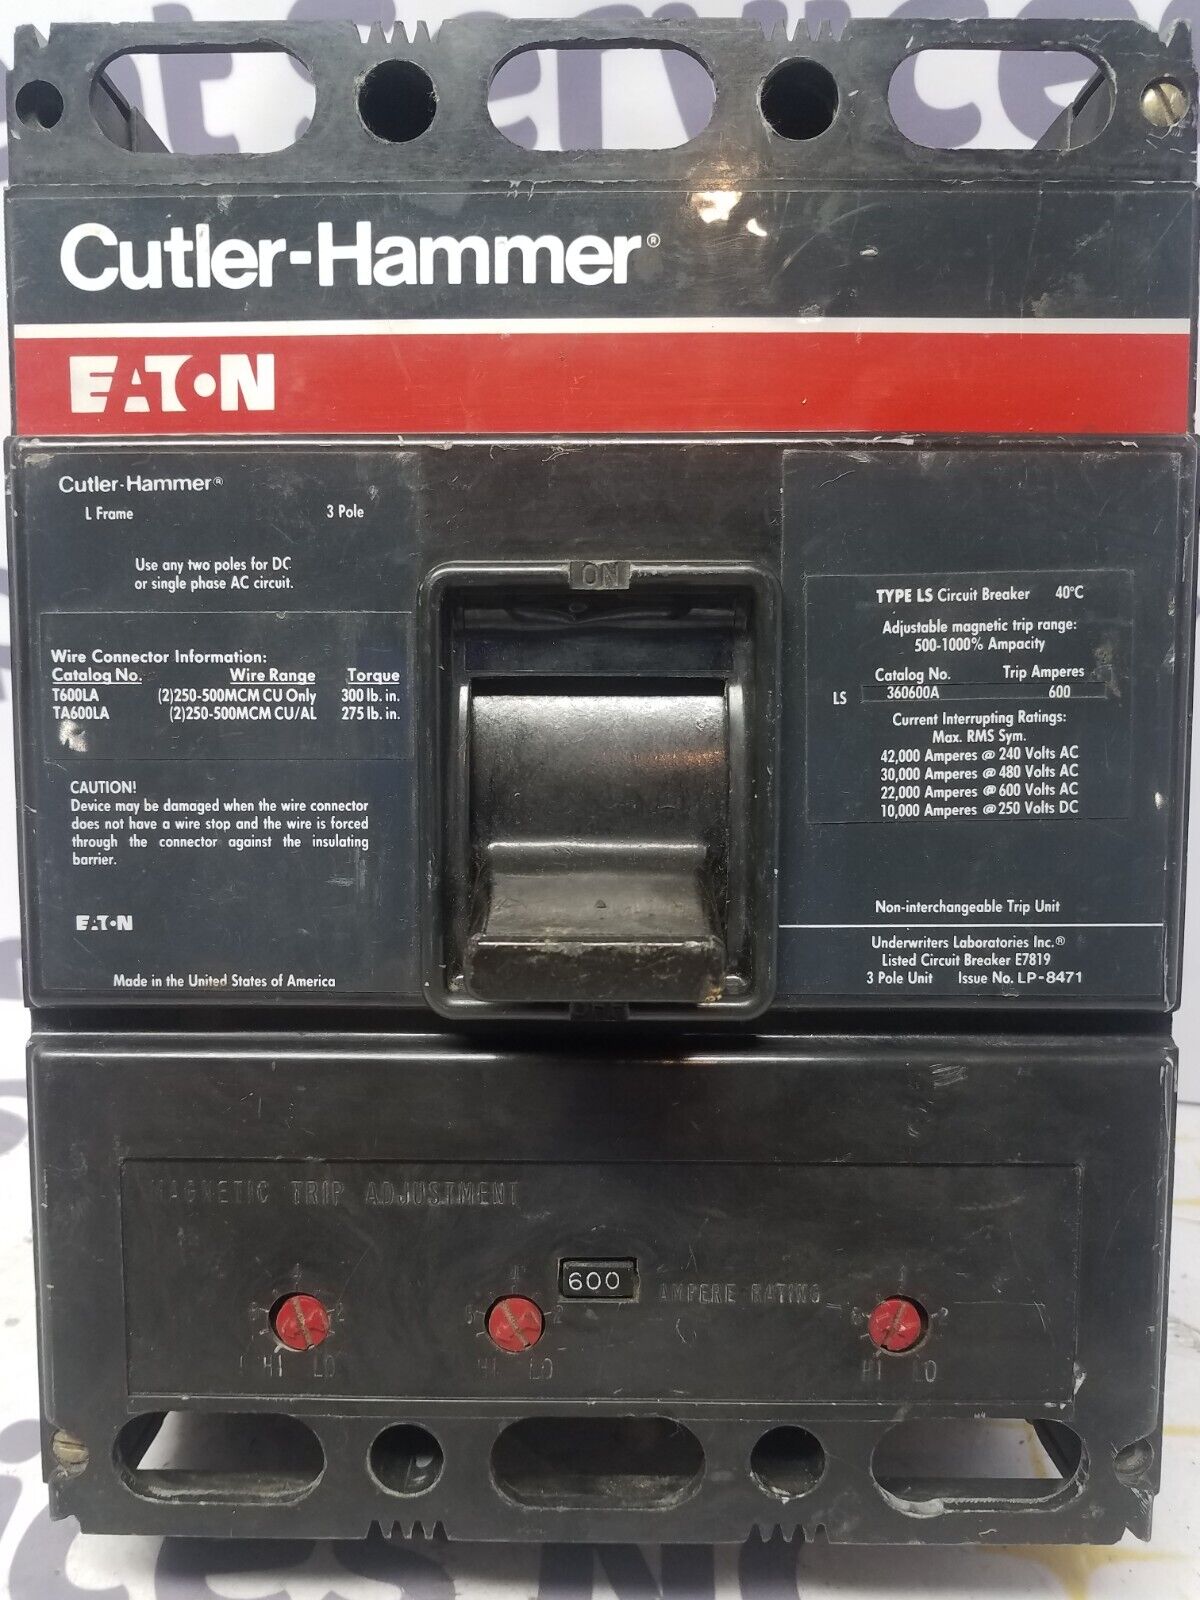 Services
Cutler-Hammer®
EATON
Cutler-Hammer®
L Frame 3 Pole
Use any two poles for DC
or single phase AC circuit.
Wire Connector Information:
Catalog No. Wire Range Torque
T600LA (2)250-500MCM CU Only 300 lb. in.
TA600LA (2)250-500MCM CU/AL 275 lb. in.
CAUTION!
Device may be damaged when the wire connector
does not have a wire stop and the wire is forced
through the connector against the insulating
barrier.
EATON
Made in the United States of America
ON
OFF
TYPE LS Circuit Breaker 40°C
Adjustable magnetic trip range:
500-1000% Ampacity
Catalog No. Trip Amperes
LS 360600A 600
Current Interrupting Ratings:
Max. RMS Sym.
42,000 Amperes @ 240 Volts AC
30,000 Amperes @ 480 Volts AC
22,000 Amperes @ 600 Volts AC
10,000 Amperes @ 250 Volts DC
Non-interchangeable Trip Unit
Underwriters Laboratories Inc.®
Listed Circuit Breaker E7819
3 Pole Unit Issue No. LP-8471
MAGNETIC TRIP ADJUSTMENT
600 AMPERE RATING
4 4 4
2 2 2
HI LO HI LO HI LO